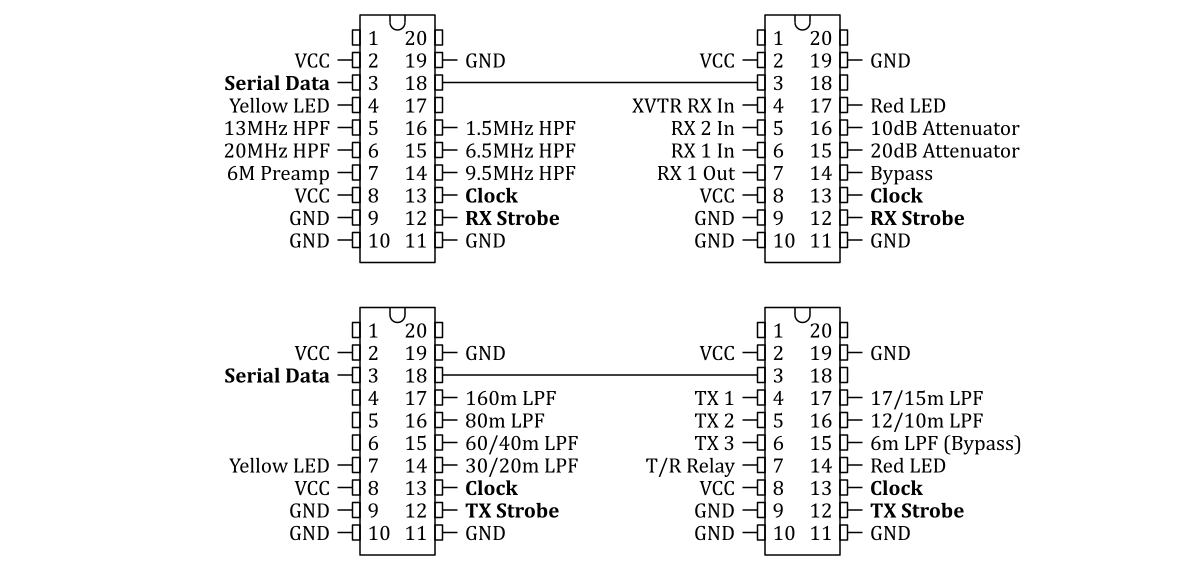 1 20 1 20
VCC 2 19 GND VCC 2 19 GND
Serial Data 3 18 3 18
Yellow LED 4 17 XVTR RX In 4 17 Red LED
13MHz HPF 5 16 1.5MHz HPF RX 2 In 5 16 10dB Attenuator
20MHz HPF 6 15 6.5MHz HPF RX 1 In 6 15 20dB Attenuator
6M Preamp 7 14 9.5MHz HPF RX 1 Out 7 14 Bypass
VCC 8 13 Clock VCC 8 13 Clock
GND 9 12 RX Strobe GND 9 12 RX Strobe
GND 10 11 GND GND 10 11 GND
1 20 1 20
VCC 2 19 GND VCC 2 19 GND
Serial Data 3 18 3 18
4 17 160m LPF TX 1 4 17 17/15m LPF
5 16 80m LPF TX 2 5 16 12/10m LPF
6 15 60/40m LPF TX 3 6 15 6m LPF (Bypass)
Yellow LED 7 14 30/20m LPF T/R Relay 7 14 Red LED
VCC 8 13 Clock VCC 8 13 Clock
GND 9 12 TX Strobe GND 9 12 TX Strobe
GND 10 11 GND GND 10 11 GND